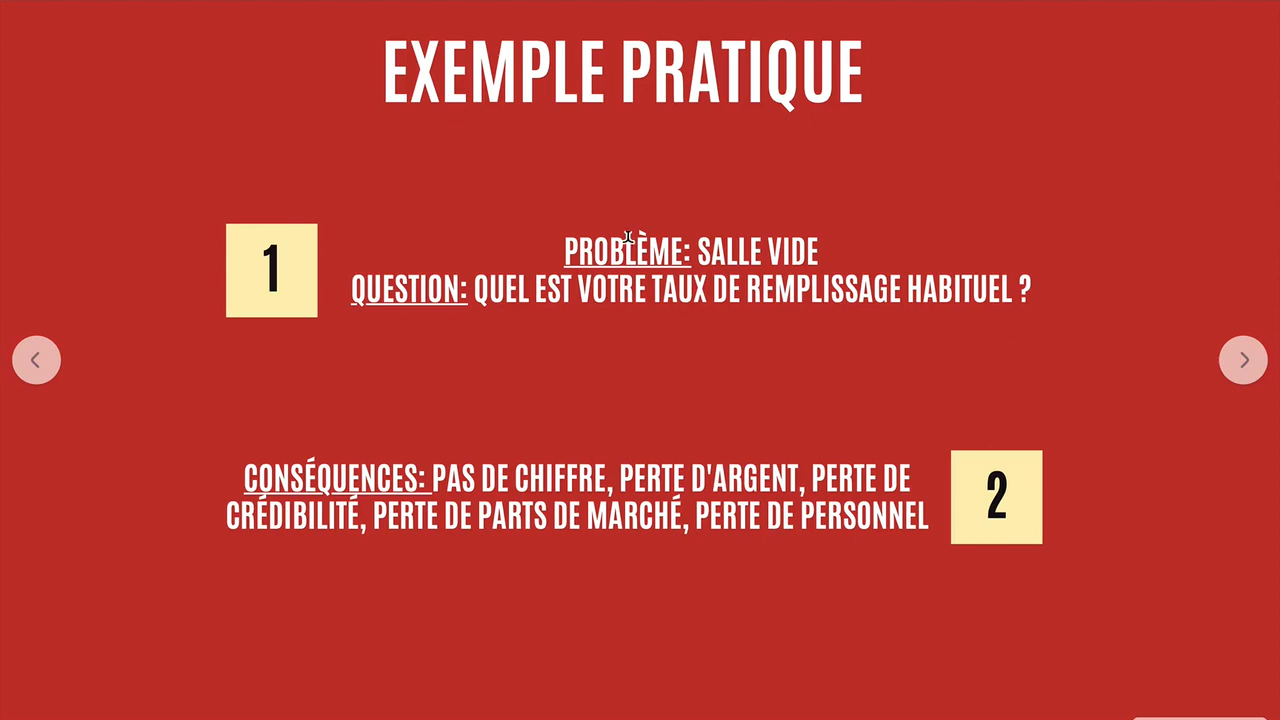 EXEMPLE PRATIQUE
1
PROBLÈME: SALLE VIDE
QUESTION: QUEL EST VOTRE TAUX DE REMPLISSAGE HABITUEL ?
CONSÉQUENCES: PAS DE CHIFFRE, PERTE D'ARGENT, PERTE DE
CRÉDIBILITÉ, PERTE DE PARTS DE MARCHÉ, PERTE DE PERSONNEL
2